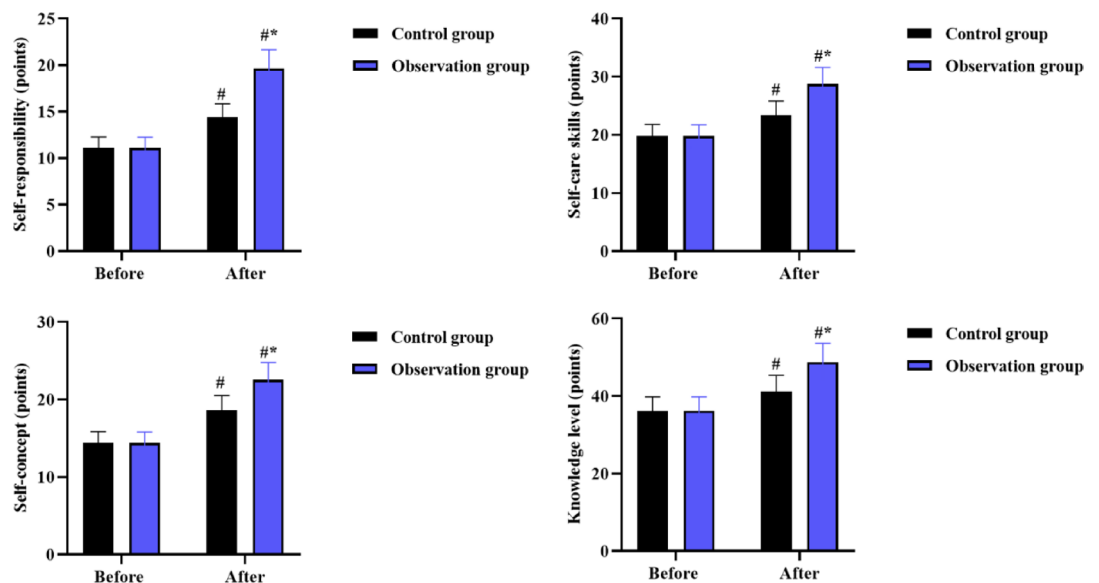 Self-responsibility (points)
25
20
15
10
5
0
#
#*
Before
After
Control group
Observation group
Self-care skills (points)
40
30
20
10
0
#
#*
Before
After
Control group
Observation group
Self-concept (points)
30
20
10
0
#
#*
Before
After
Control group
Observation group
Knowledge level (points)
60
40
20
0
#
#*
Before
After
Control group
Observation group